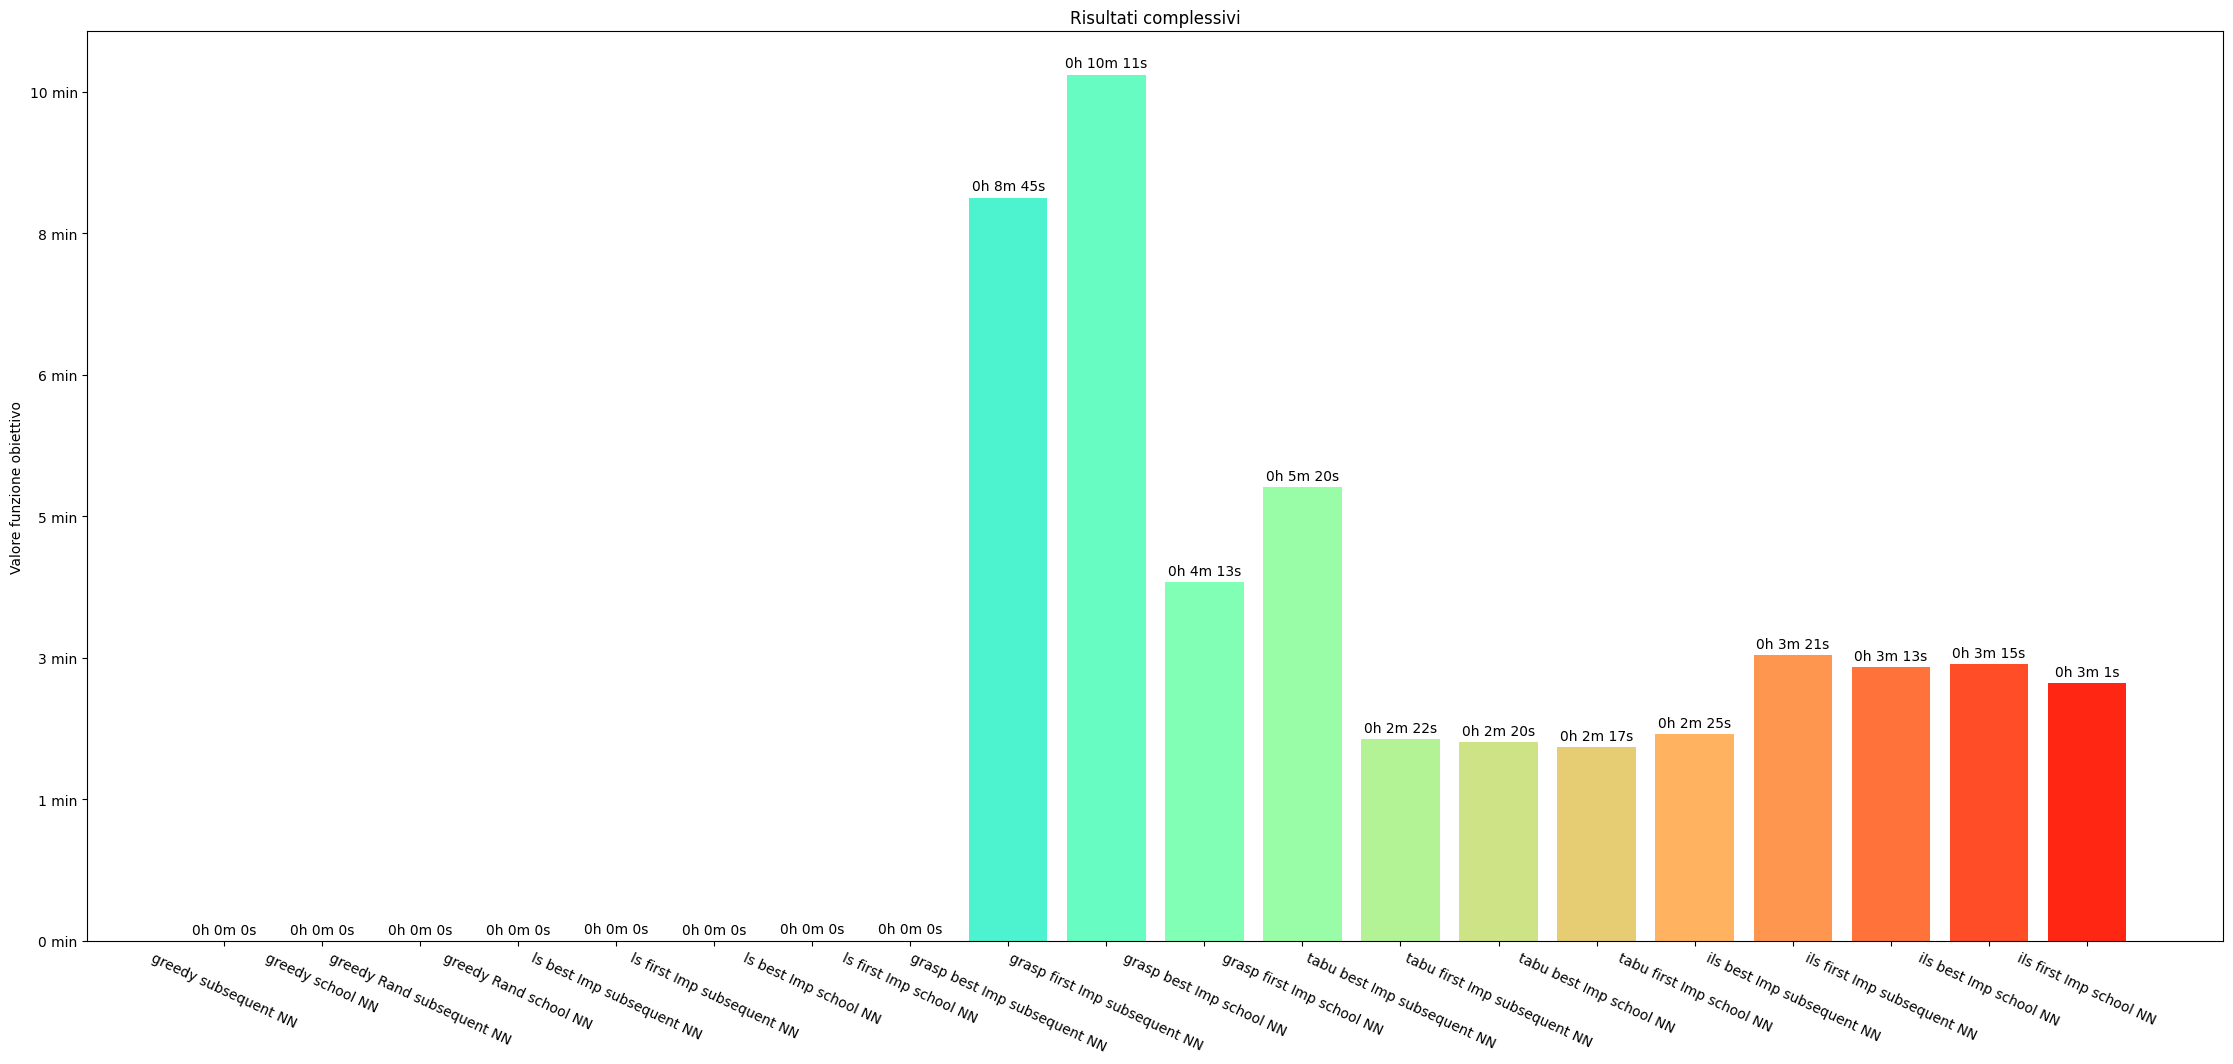 Risultati complessivi
Valore funzione obiettivo
10 min
8 min
6 min
5 min
3 min
1 min
0 min
0h 0m 0s
0h 0m 0s
0h 0m 0s
0h 0m 0s
0h 0m 0s
0h 0m 0s
0h 0m 0s
0h 0m 0s
0h 8m 45s
0h 10m 11s
0h 4m 13s
0h 5m 20s
0h 2m 22s
0h 2m 20s
0h 2m 17s
0h 2m 25s
0h 3m 21s
0h 3m 13s
0h 3m 15s
0h 3m 1s
greedy subsequent NN
greedy school NN
greedy Rand subsequent NN
greedy Rand school NN
ls best Imp subsequent NN
ls first Imp subsequent NN
ls best Imp school NN
ls first Imp school NN
grasp best Imp subsequent NN
grasp first Imp subsequent NN
grasp best Imp school NN
grasp first Imp school NN
tabu best Imp subsequent NN
tabu first Imp subsequent NN
tabu best Imp school NN
tabu first Imp school NN
ils best Imp subsequent NN
ils first Imp subsequent NN
ils best Imp school NN
ils first Imp school NN